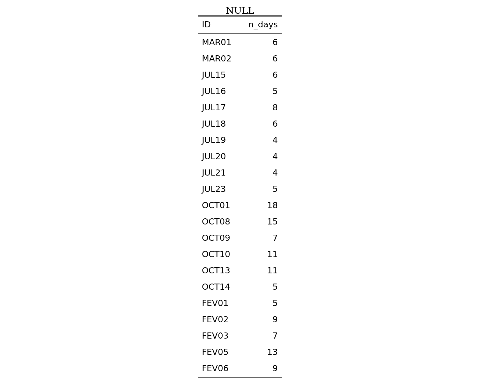 NULL
ID n_days
MAR01 6
MAR02 6
JUL15 6
JUL16 5
JUL17 8
JUL18 6
JUL19 4
JUL20 4
JUL21 4
JUL23 5
OCT01 18
OCT08 15
OCT09 7
OCT10 11
OCT13 11
OCT14 5
FEV01 5
FEV02 9
FEV03 7
FEV05 13
FEV06 9